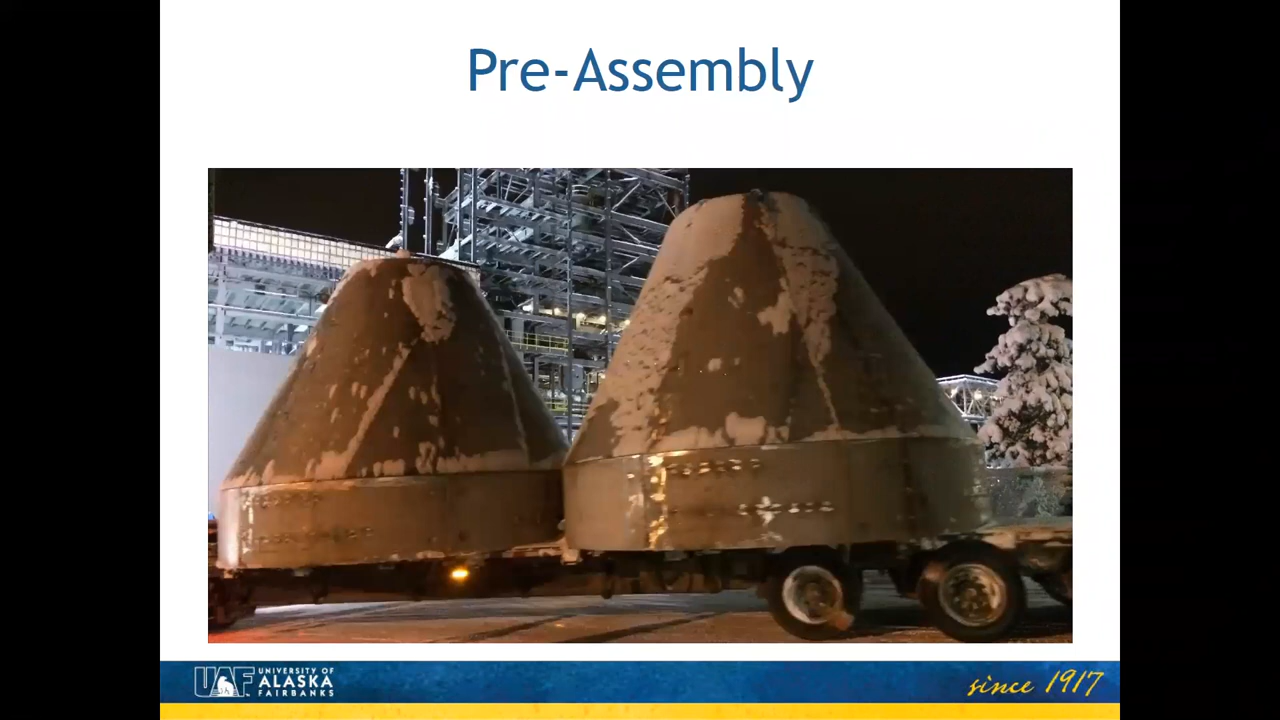 Pre-Assembly
UAF
UNIVERSITY OF
ALASKA
FAIRBANKS
since 1917